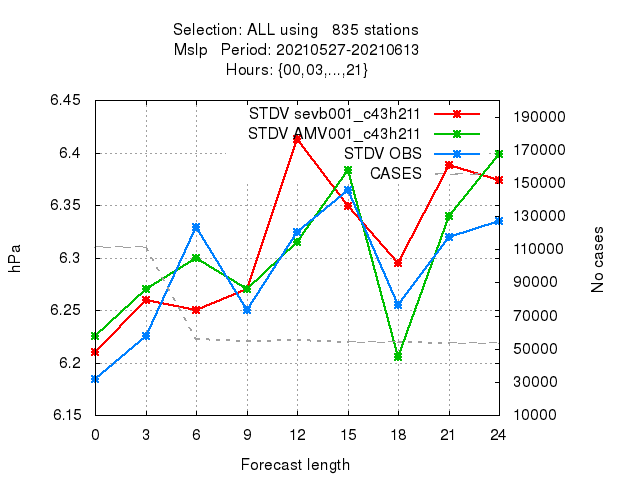 Selection: ALL using   835 stations
Mslp   Period: 20210527-20210613
Hours: {00,03,...,21}
STDV sevb001_c43h211
STDV AMV001_c43h211
STDV OBS
CASES
hPa
6.45
6.4
6.35
6.3
6.25
6.2
6.15
190000
170000
150000
130000
110000
90000
70000
50000
30000
10000
No cases
0 3 6 9 12 15 18 21 24
Forecast length